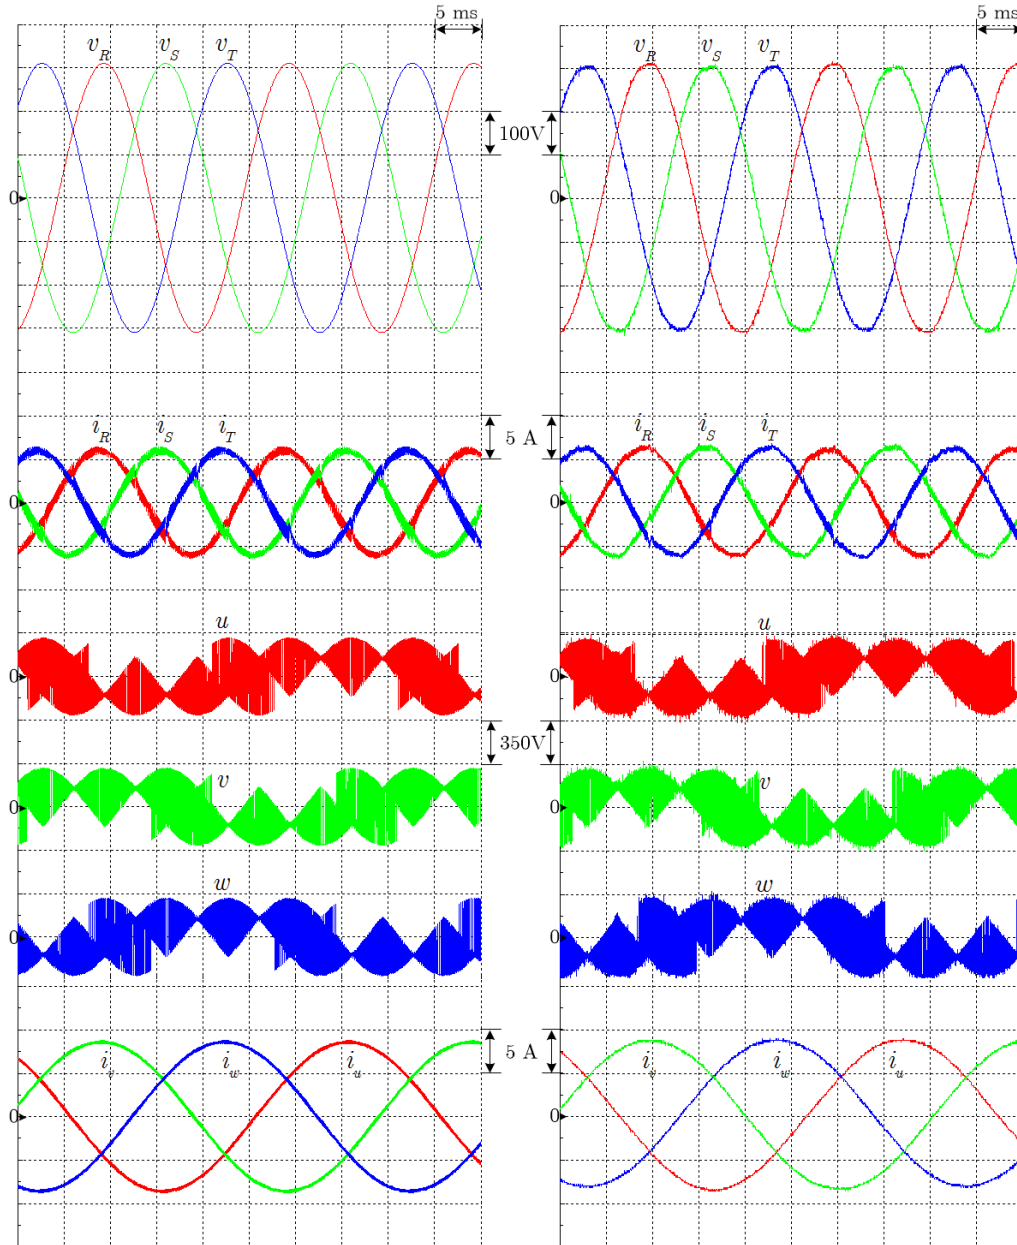 5 ms 5 ms
v_R v_S v_T v_R v_S v_T
100V
0 0
i_R i_S i_T i_R i_S i_T
5 A
0 0
u u
0 0
350V
v v
0 0
w w
0 0
5 A
i_v i_w i_u i_v i_w i_u
0 0